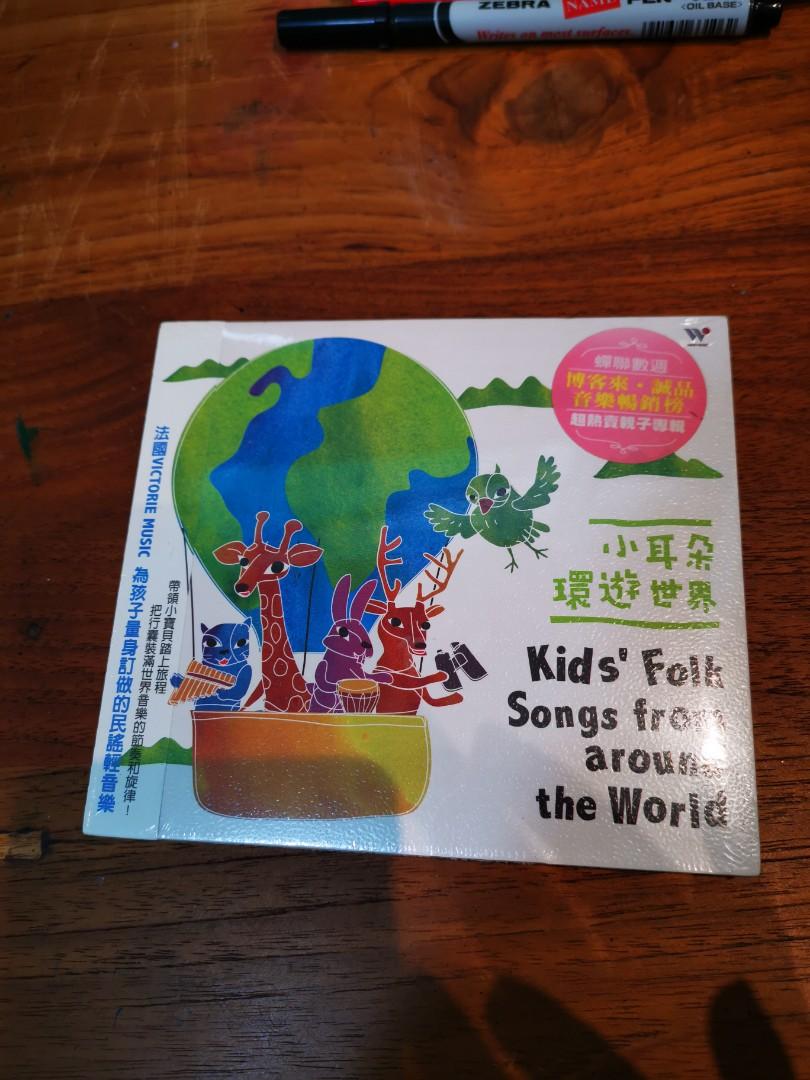 ZEBRA NAME PEN <OIL BASE>
Writes on most surfaces.
蟬聯數週
博客來・誠品
音樂暢銷榜
超熱賣親子專輯
小耳朵
環遊世界
Kids' Folk
Songs from
around
the World
法國VICTORIE MUSIC 為孩子量身訂做的民謠輕音樂
帶領小寶貝踏上旅程
把行囊裝滿世界音樂的節奏和旋律！